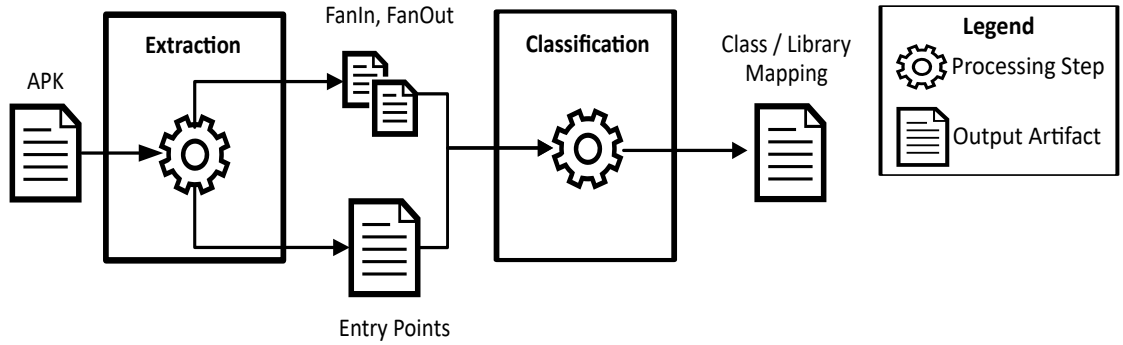 APK
Extraction
FanIn, FanOut
Entry Points
Classification
Class / Library
Mapping
Legend
Processing Step
Output Artifact